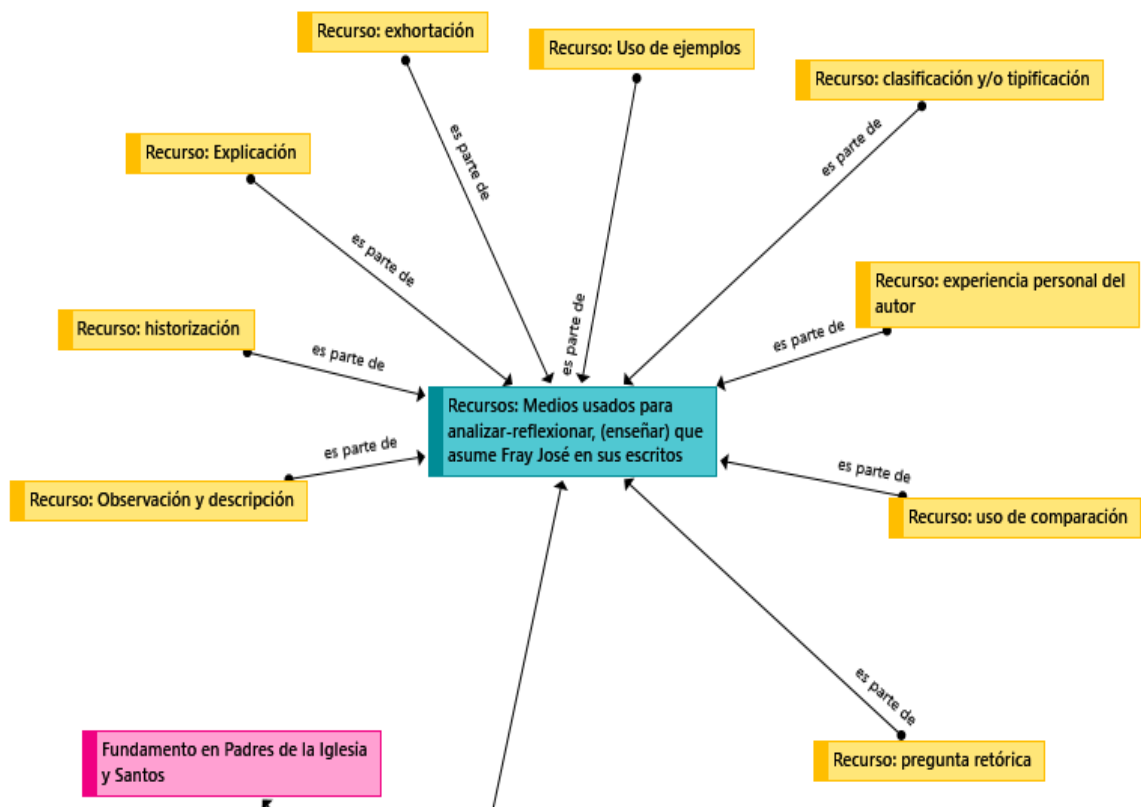 Recurso: exhortación
Recurso: Uso de ejemplos
Recurso: clasificación y/o tipificación
Recurso: Explicación
es parte de
es parte de
es parte de
es parte de
Recurso: experiencia personal del
autor
Recurso: historización
es parte de
es parte de
es parte de
Recursos: Medios usados para
analizar-reflexionar, (enseñar) que
asume Fray José en sus escritos
es parte de
es parte de
Recurso: Observación y descripción
Recurso: uso de comparación
es parte de
Fundamento en Padres de la Iglesia
y Santos
Recurso: pregunta retórica